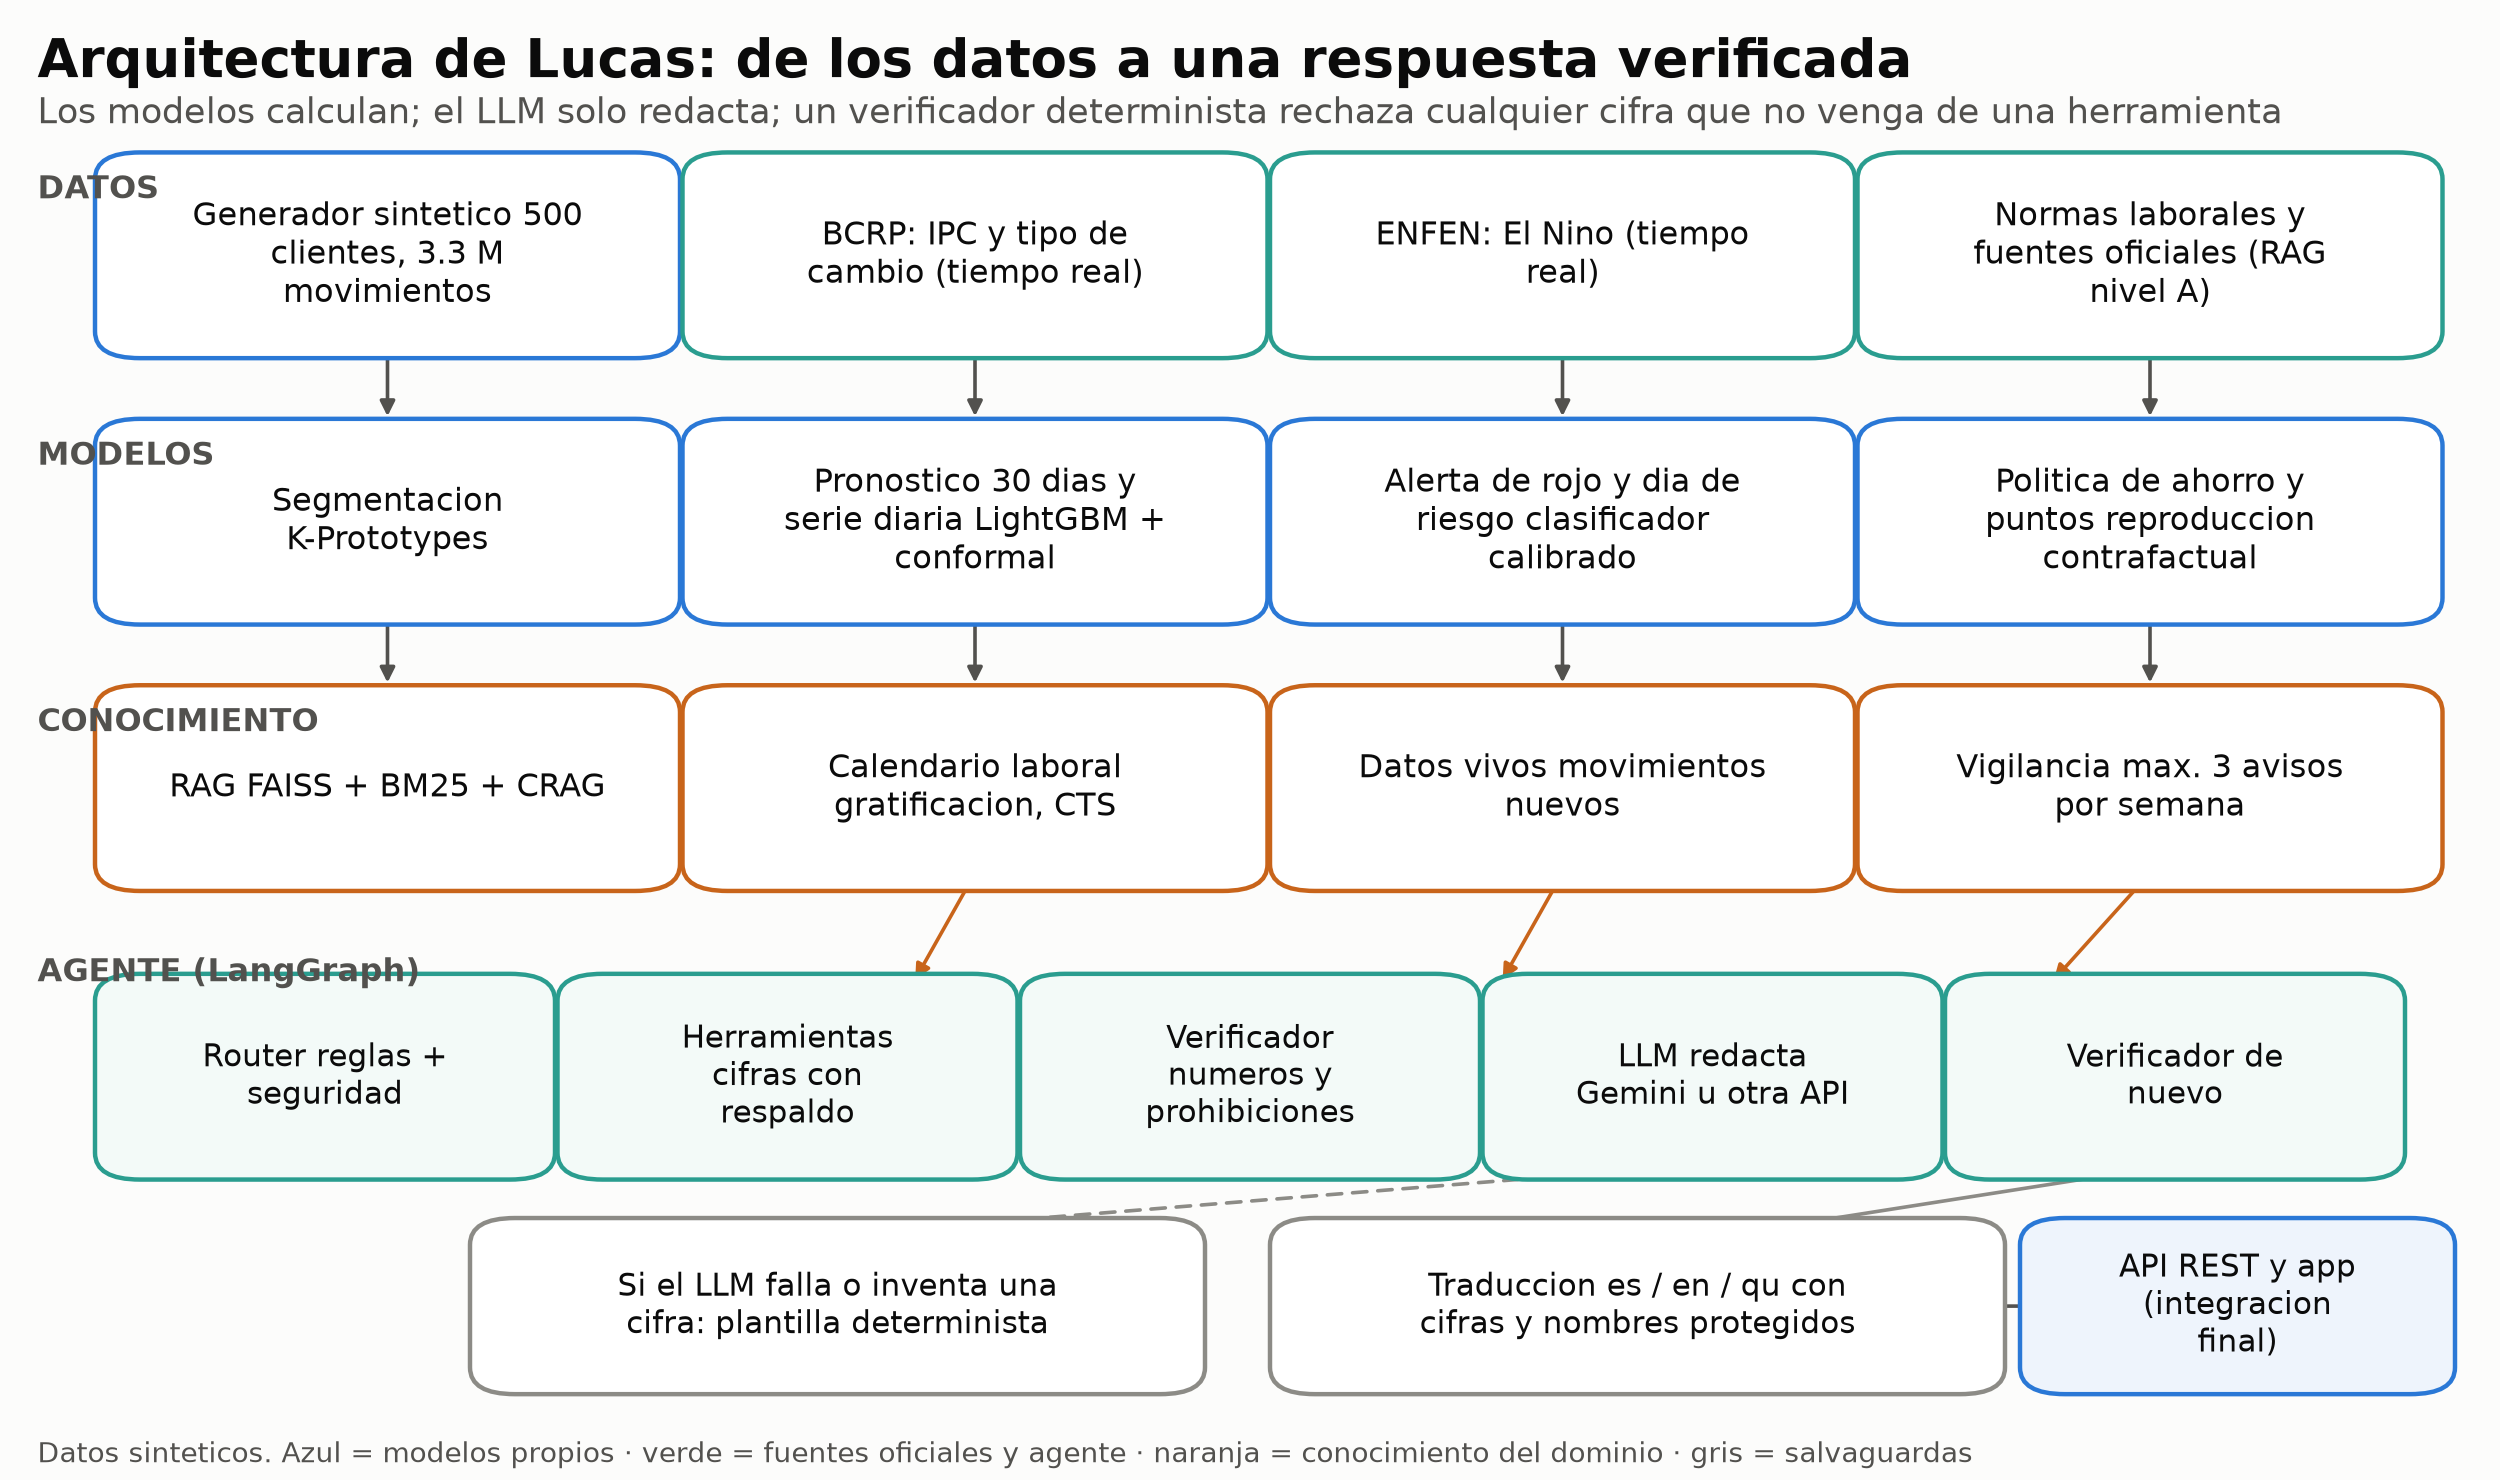 Arquitectura de Lucas: de los datos a una respuesta verificada
Los modelos calculan; el LLM solo redacta; un verificador determinista rechaza cualquier cifra que no venga de una herramienta
DATOS
Generador sintetico 500
clientes, 3.3 M
movimientos
BCRP: IPC y tipo de
cambio (tiempo real)
ENFEN: El Nino (tiempo
real)
Normas laborales y
fuentes oficiales (RAG
nivel A)
MODELOS
Segmentacion
K-Prototypes
Pronostico 30 dias y
serie diaria LightGBM +
conformal
Alerta de rojo y dia de
riesgo clasificador
calibrado
Politica de ahorro y
puntos reproduccion
contrafactual
CONOCIMIENTO
RAG FAISS + BM25 + CRAG
Calendario laboral
gratificacion, CTS
Datos vivos movimientos
nuevos
Vigilancia max. 3 avisos
por semana
AGENTE (LangGraph)
Router reglas +
seguridad
Herramientas
cifras con
respaldo
Verificador
numeros y
prohibiciones
LLM redacta
Gemini u otra API
Verificador de
nuevo
Si el LLM falla o inventa una
cifra: plantilla determinista
Traduccion es / en / qu con
cifras y nombres protegidos
API REST y app
(integracion
final)
Datos sinteticos. Azul = modelos propios · verde = fuentes oficiales y agente · naranja = conocimiento del dominio · gris = salvaguardas